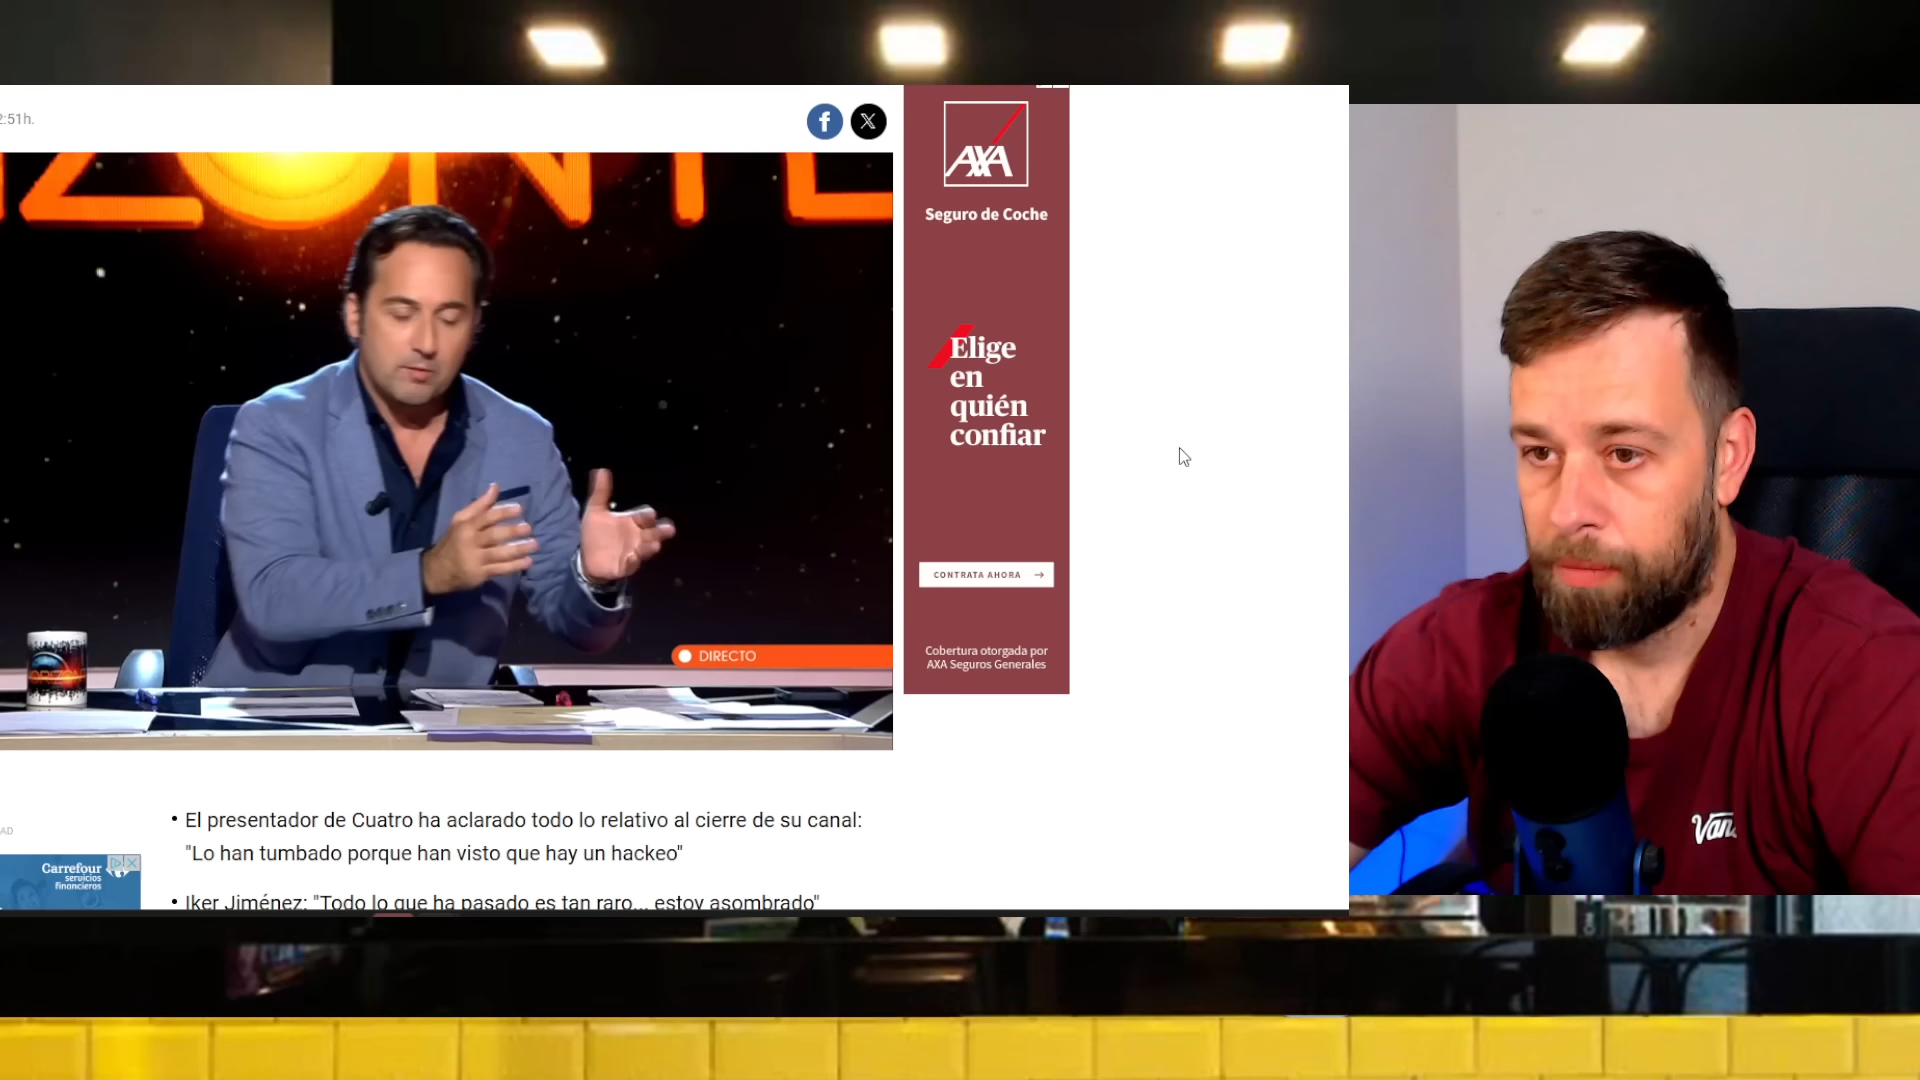 2:51h.
f
X
ZONTE
DIRECTO
AXA
Seguro de Coche
Elige
en
quién
confiar
CONTRATA AHORA →
Cobertura otorgada por
AXA Seguros Generales
• El presentador de Cuatro ha aclarado todo lo relativo al cierre de su canal:
"Lo han tumbado porque han visto que hay un hackeo"
• Iker Jiménez: "Todo lo que ha pasado es tan raro... estoy asombrado"
AD
Carrefour
servicios
financieros
Vans